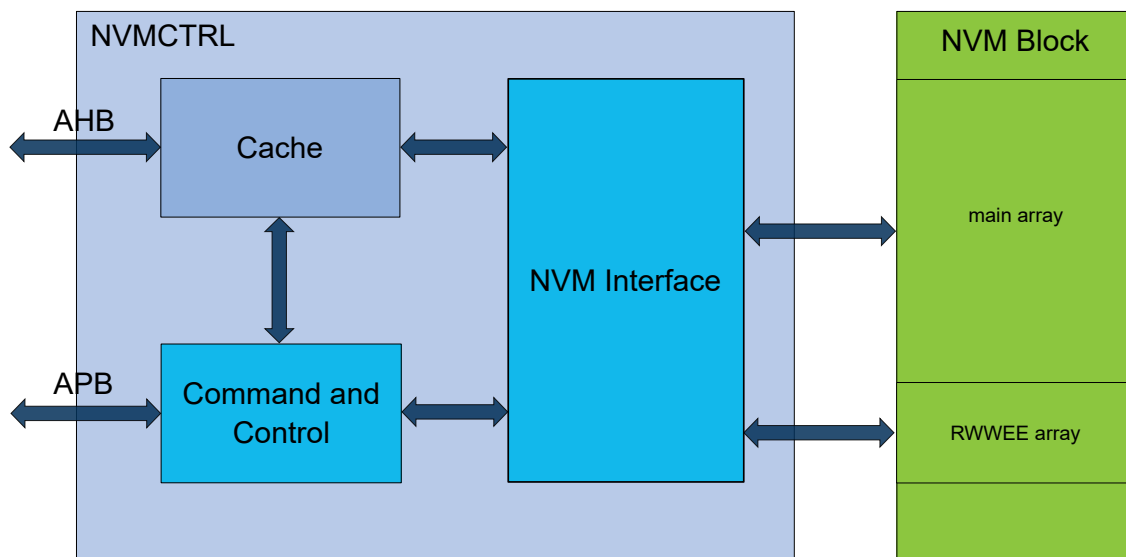 NVMCTRL
NVM Block
AHB
Cache
main array
NVM Interface
APB
Command and
Control
RWWEE array